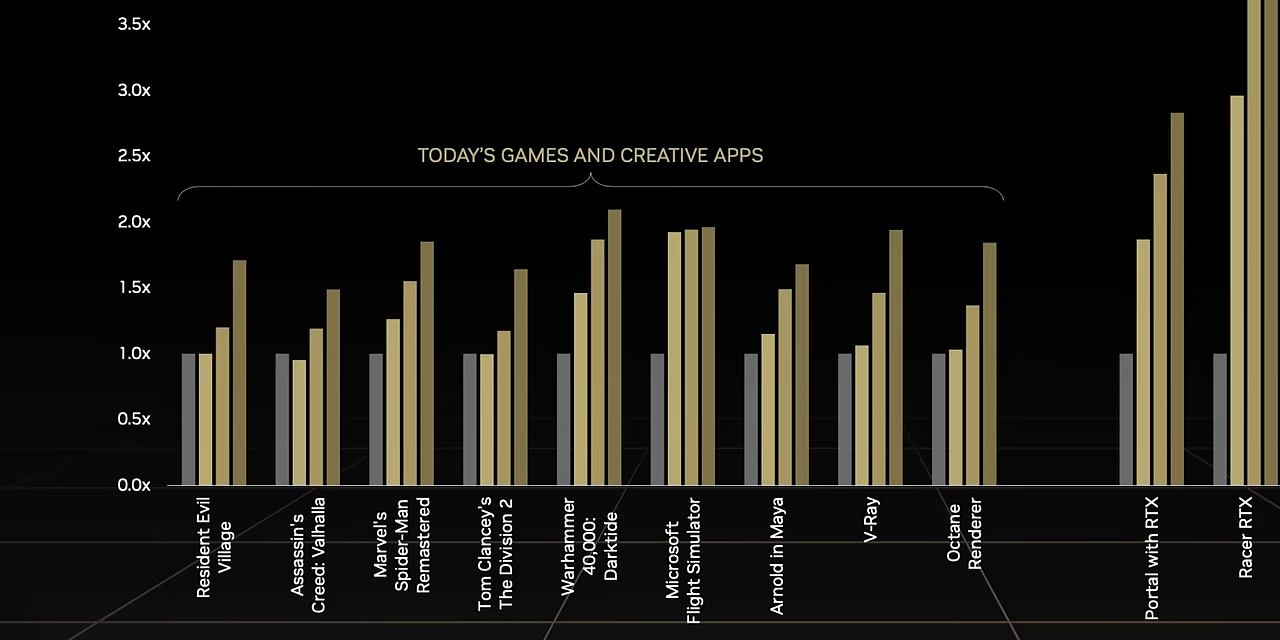 3.5x
3.0x
2.5x
2.0x
1.5x
1.0x
0.5x
0.0x
TODAY'S GAMES AND CREATIVE APPS
Resident Evil
Village
Assassin's
Creed: Valhalla
Marvel's
Spider-Man
Remastered
Tom Clancey's
The Division 2
Warhammer
40,000:
Darktide
Microsoft
Flight Simulator
Arnold in Maya
V-Ray
Octane
Renderer
Portal with RTX
Racer RTX